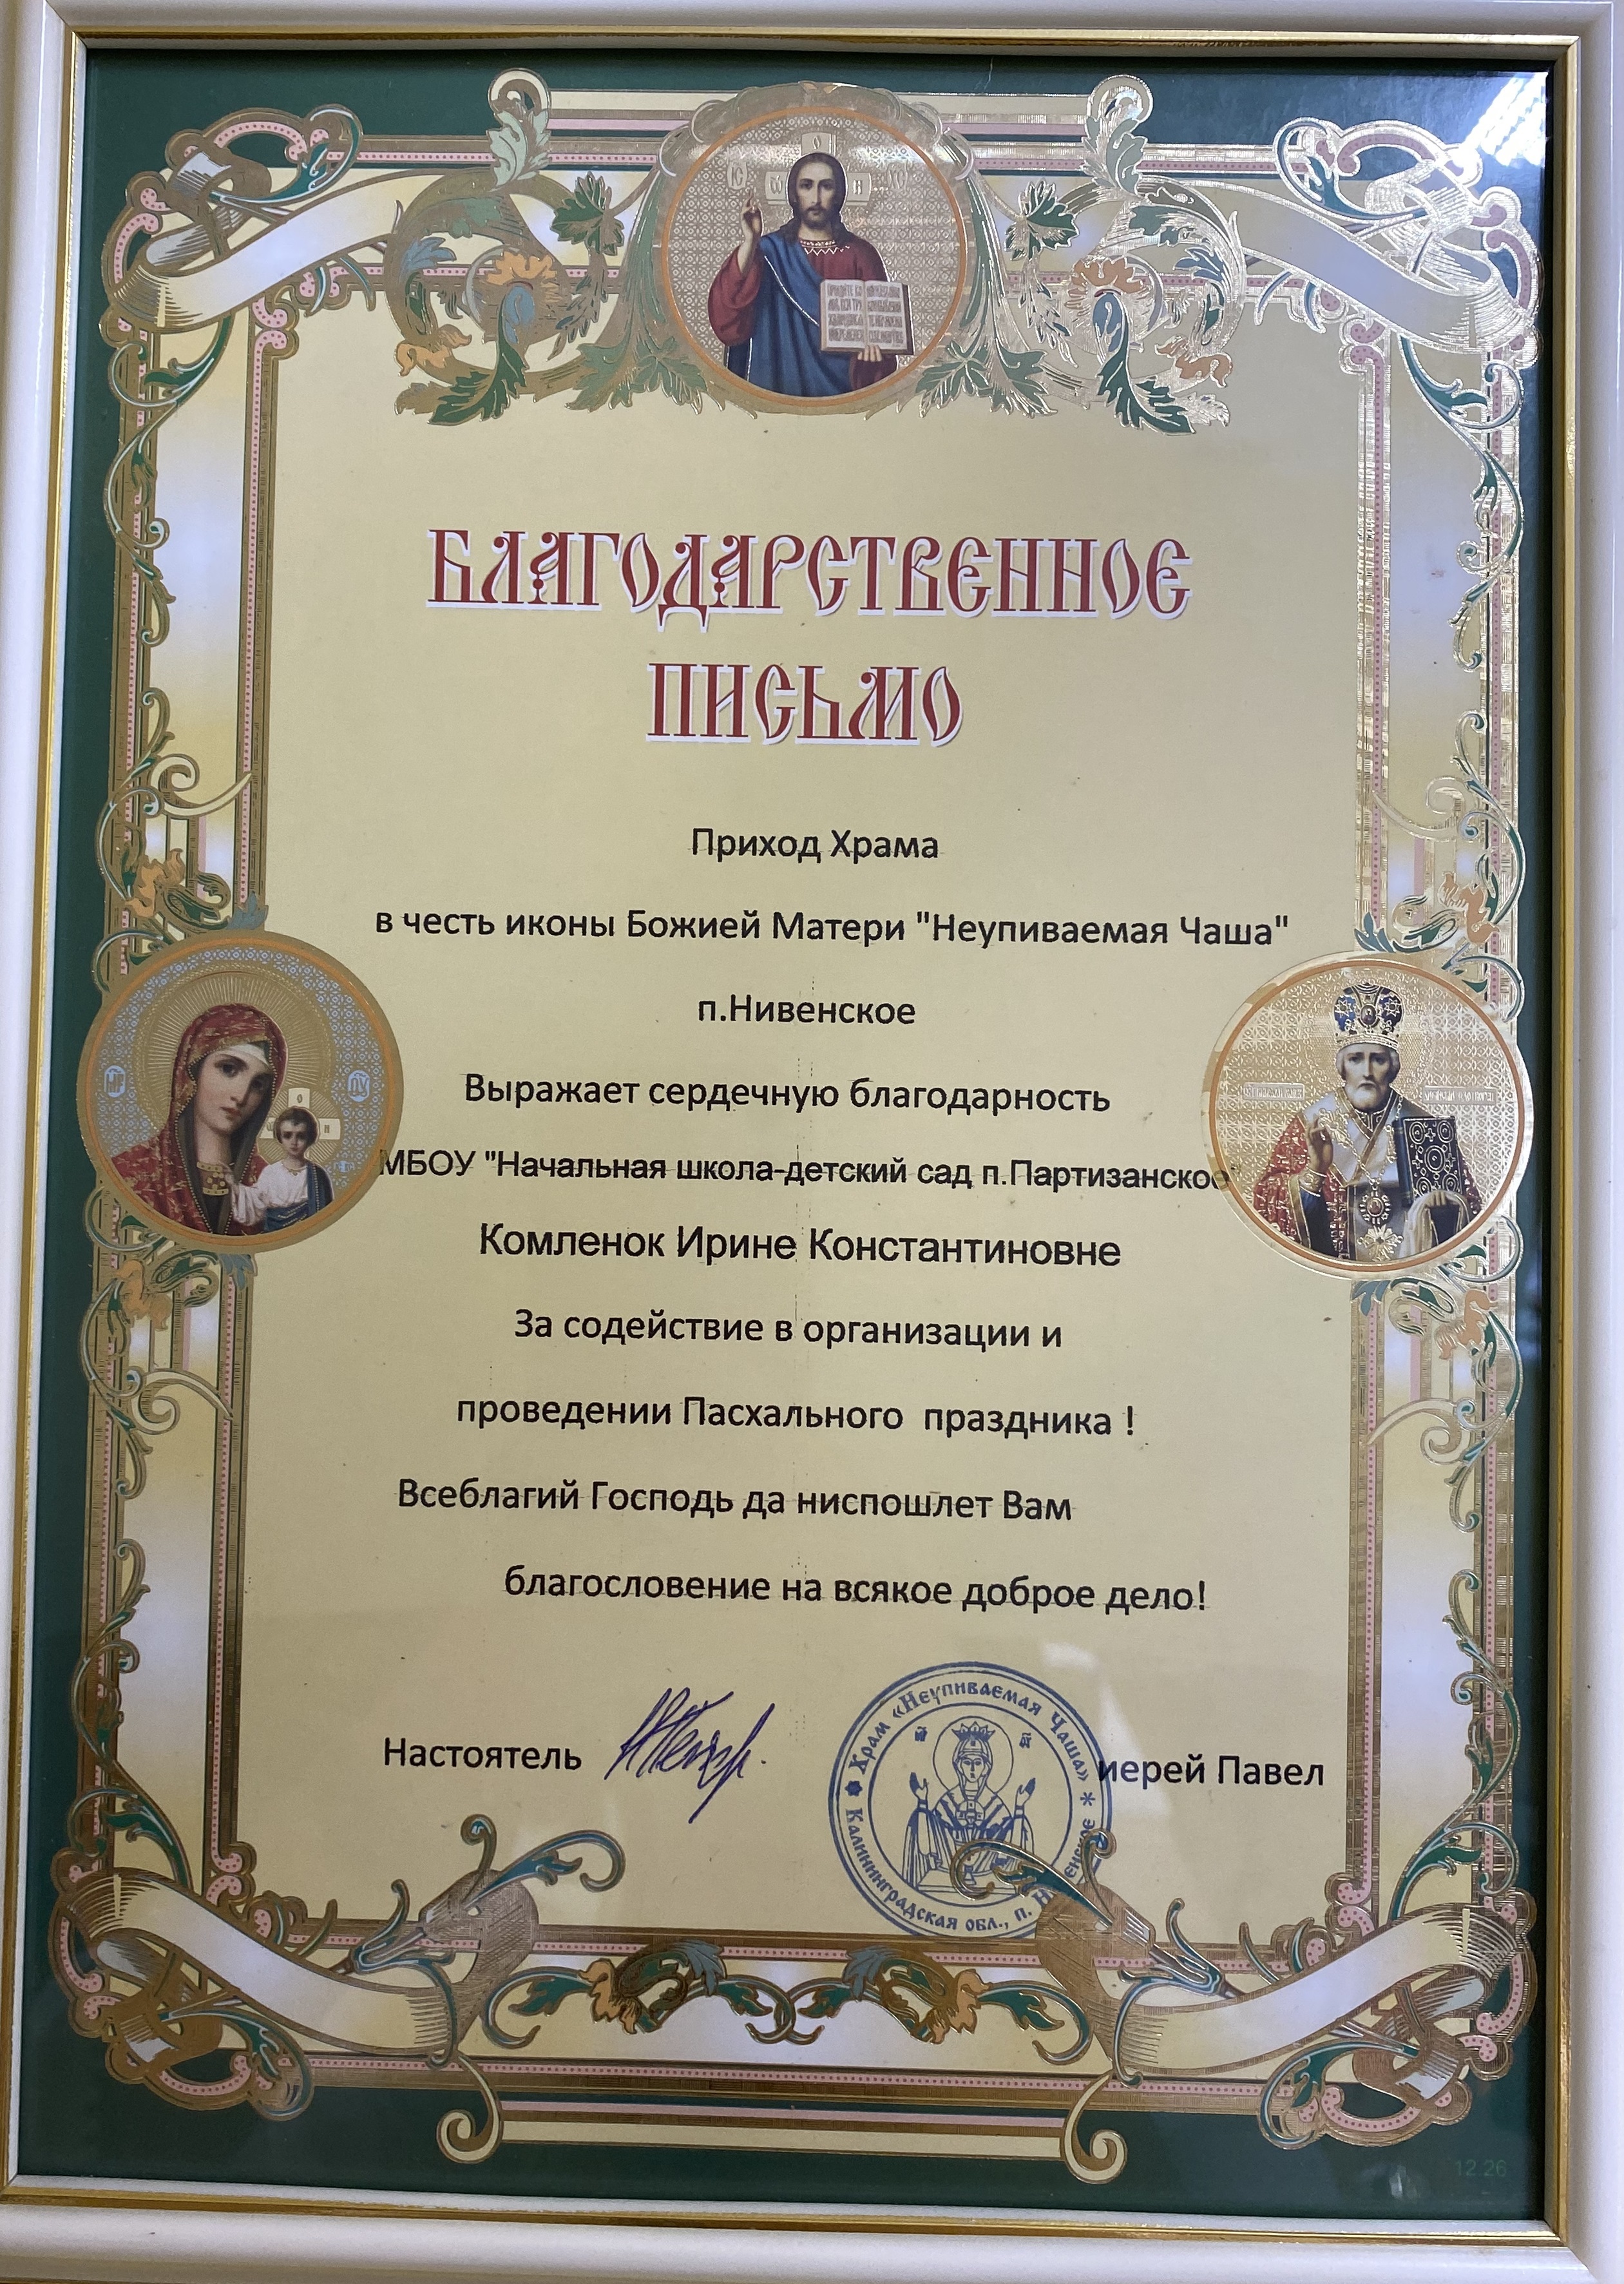 БЛАГОДАРСТВЕННОЕ
ПИСЬМО
Приход Храма
в честь иконы Божией Матери "Неупиваемая Чаша"
п.Нивенское
Выражает сердечную благодарность
МБОУ "Начальная школа-детский сад п.Партизанское"
Комленок Ирине Константиновне
За содействие в организации и
проведении Пасхального праздника !
Всеблагий Господь да ниспошлет Вам
благословение на всякое доброе дело!
Настоятель
иерей Павел
Храм «Неупиваемая Чаша»
Калининградская обл., п.
12.26